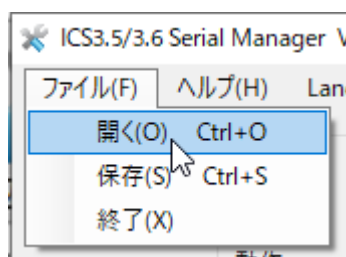 ICS3.5/3.6 Serial Manager
ファイル(F) ヘルプ(H)
開く(O) Ctrl+O
保存(S) Ctrl+S
終了(X)